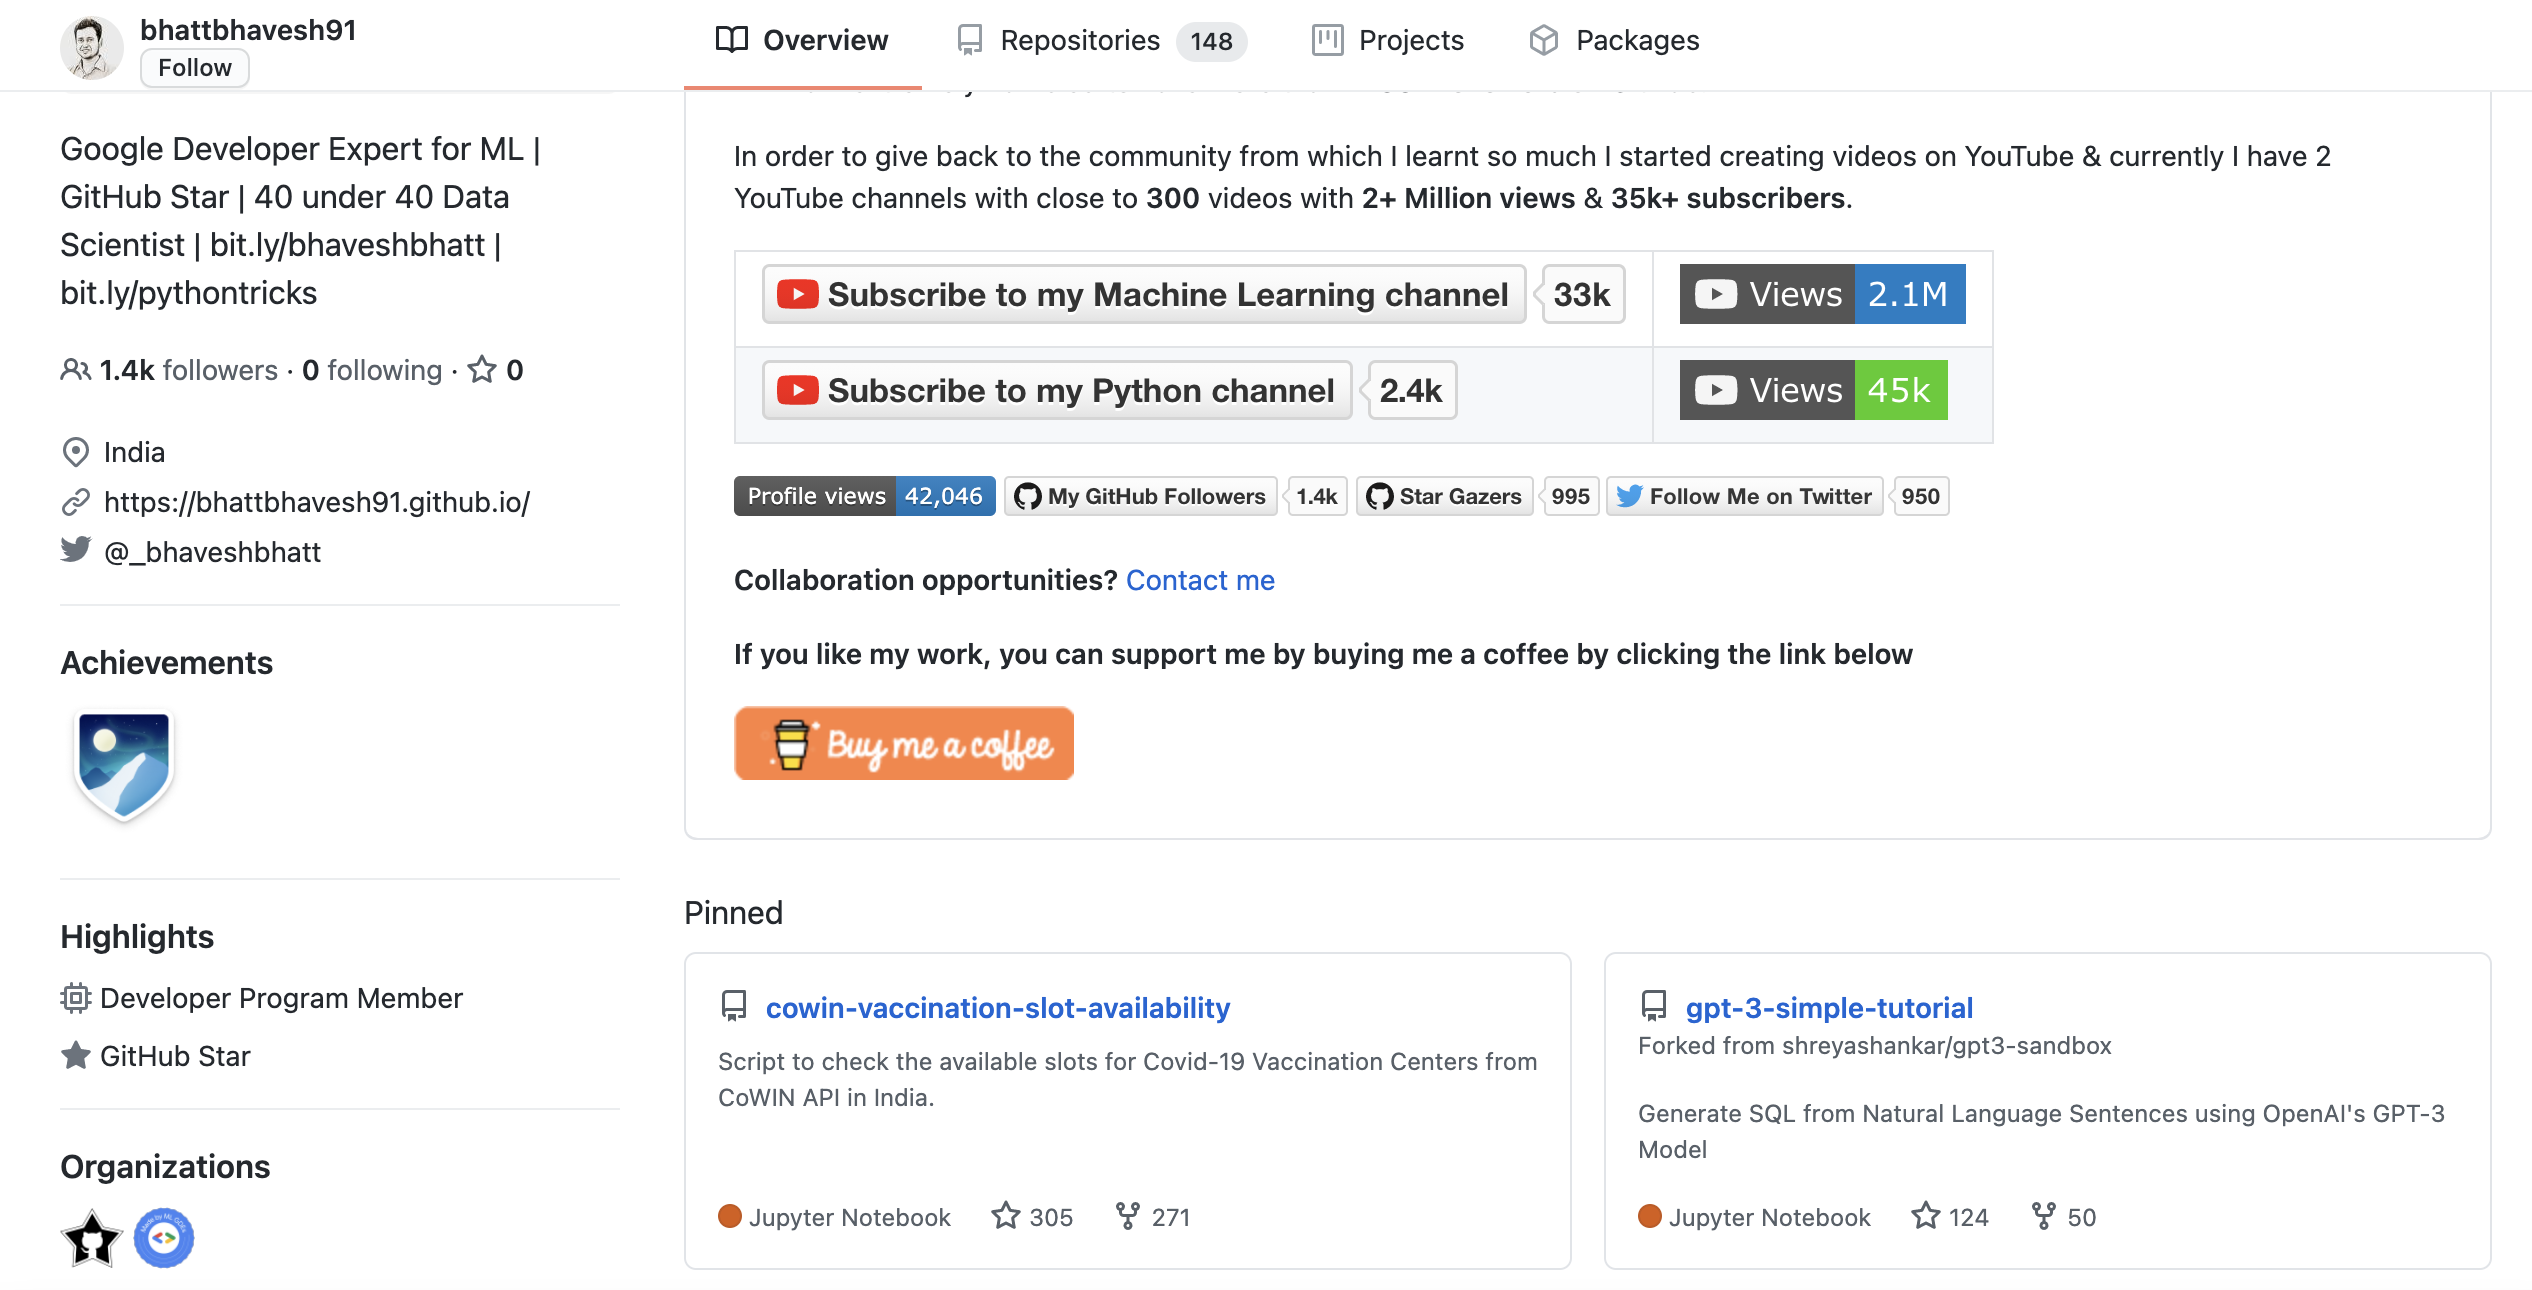 bhattbhavesh91
Follow
Overview
Repositories 148
Projects
Packages
Google Developer Expert for ML |
GitHub Star | 40 under 40 Data
Scientist | bit.ly/bhaveshbhatt |
bit.ly/pythontricks
1.4k followers · 0 following · 0
India
https://bhattbhavesh91.github.io/
@_bhaveshbhatt
Achievements
Highlights
Developer Program Member
GitHub Star
Organizations
In order to give back to the community from which I learnt so much I started creating videos on YouTube & currently I have 2
YouTube channels with close to 300 videos with 2+ Million views & 35k+ subscribers.
Subscribe to my Machine Learning channel 33k Views 2.1M
Subscribe to my Python channel 2.4k Views 45k
Profile views 42,046 My GitHub Followers 1.4k Star Gazers 995 Follow Me on Twitter 950
Collaboration opportunities? Contact me
If you like my work, you can support me by buying me a coffee by clicking the link below
Buy me a coffee
Pinned
cowin-vaccination-slot-availability
Script to check the available slots for Covid-19 Vaccination Centers from
CoWIN API in India.
Jupyter Notebook 305 271
gpt-3-simple-tutorial
Forked from shreyashankar/gpt3-sandbox
Generate SQL from Natural Language Sentences using OpenAI's GPT-3
Model
Jupyter Notebook 124 50